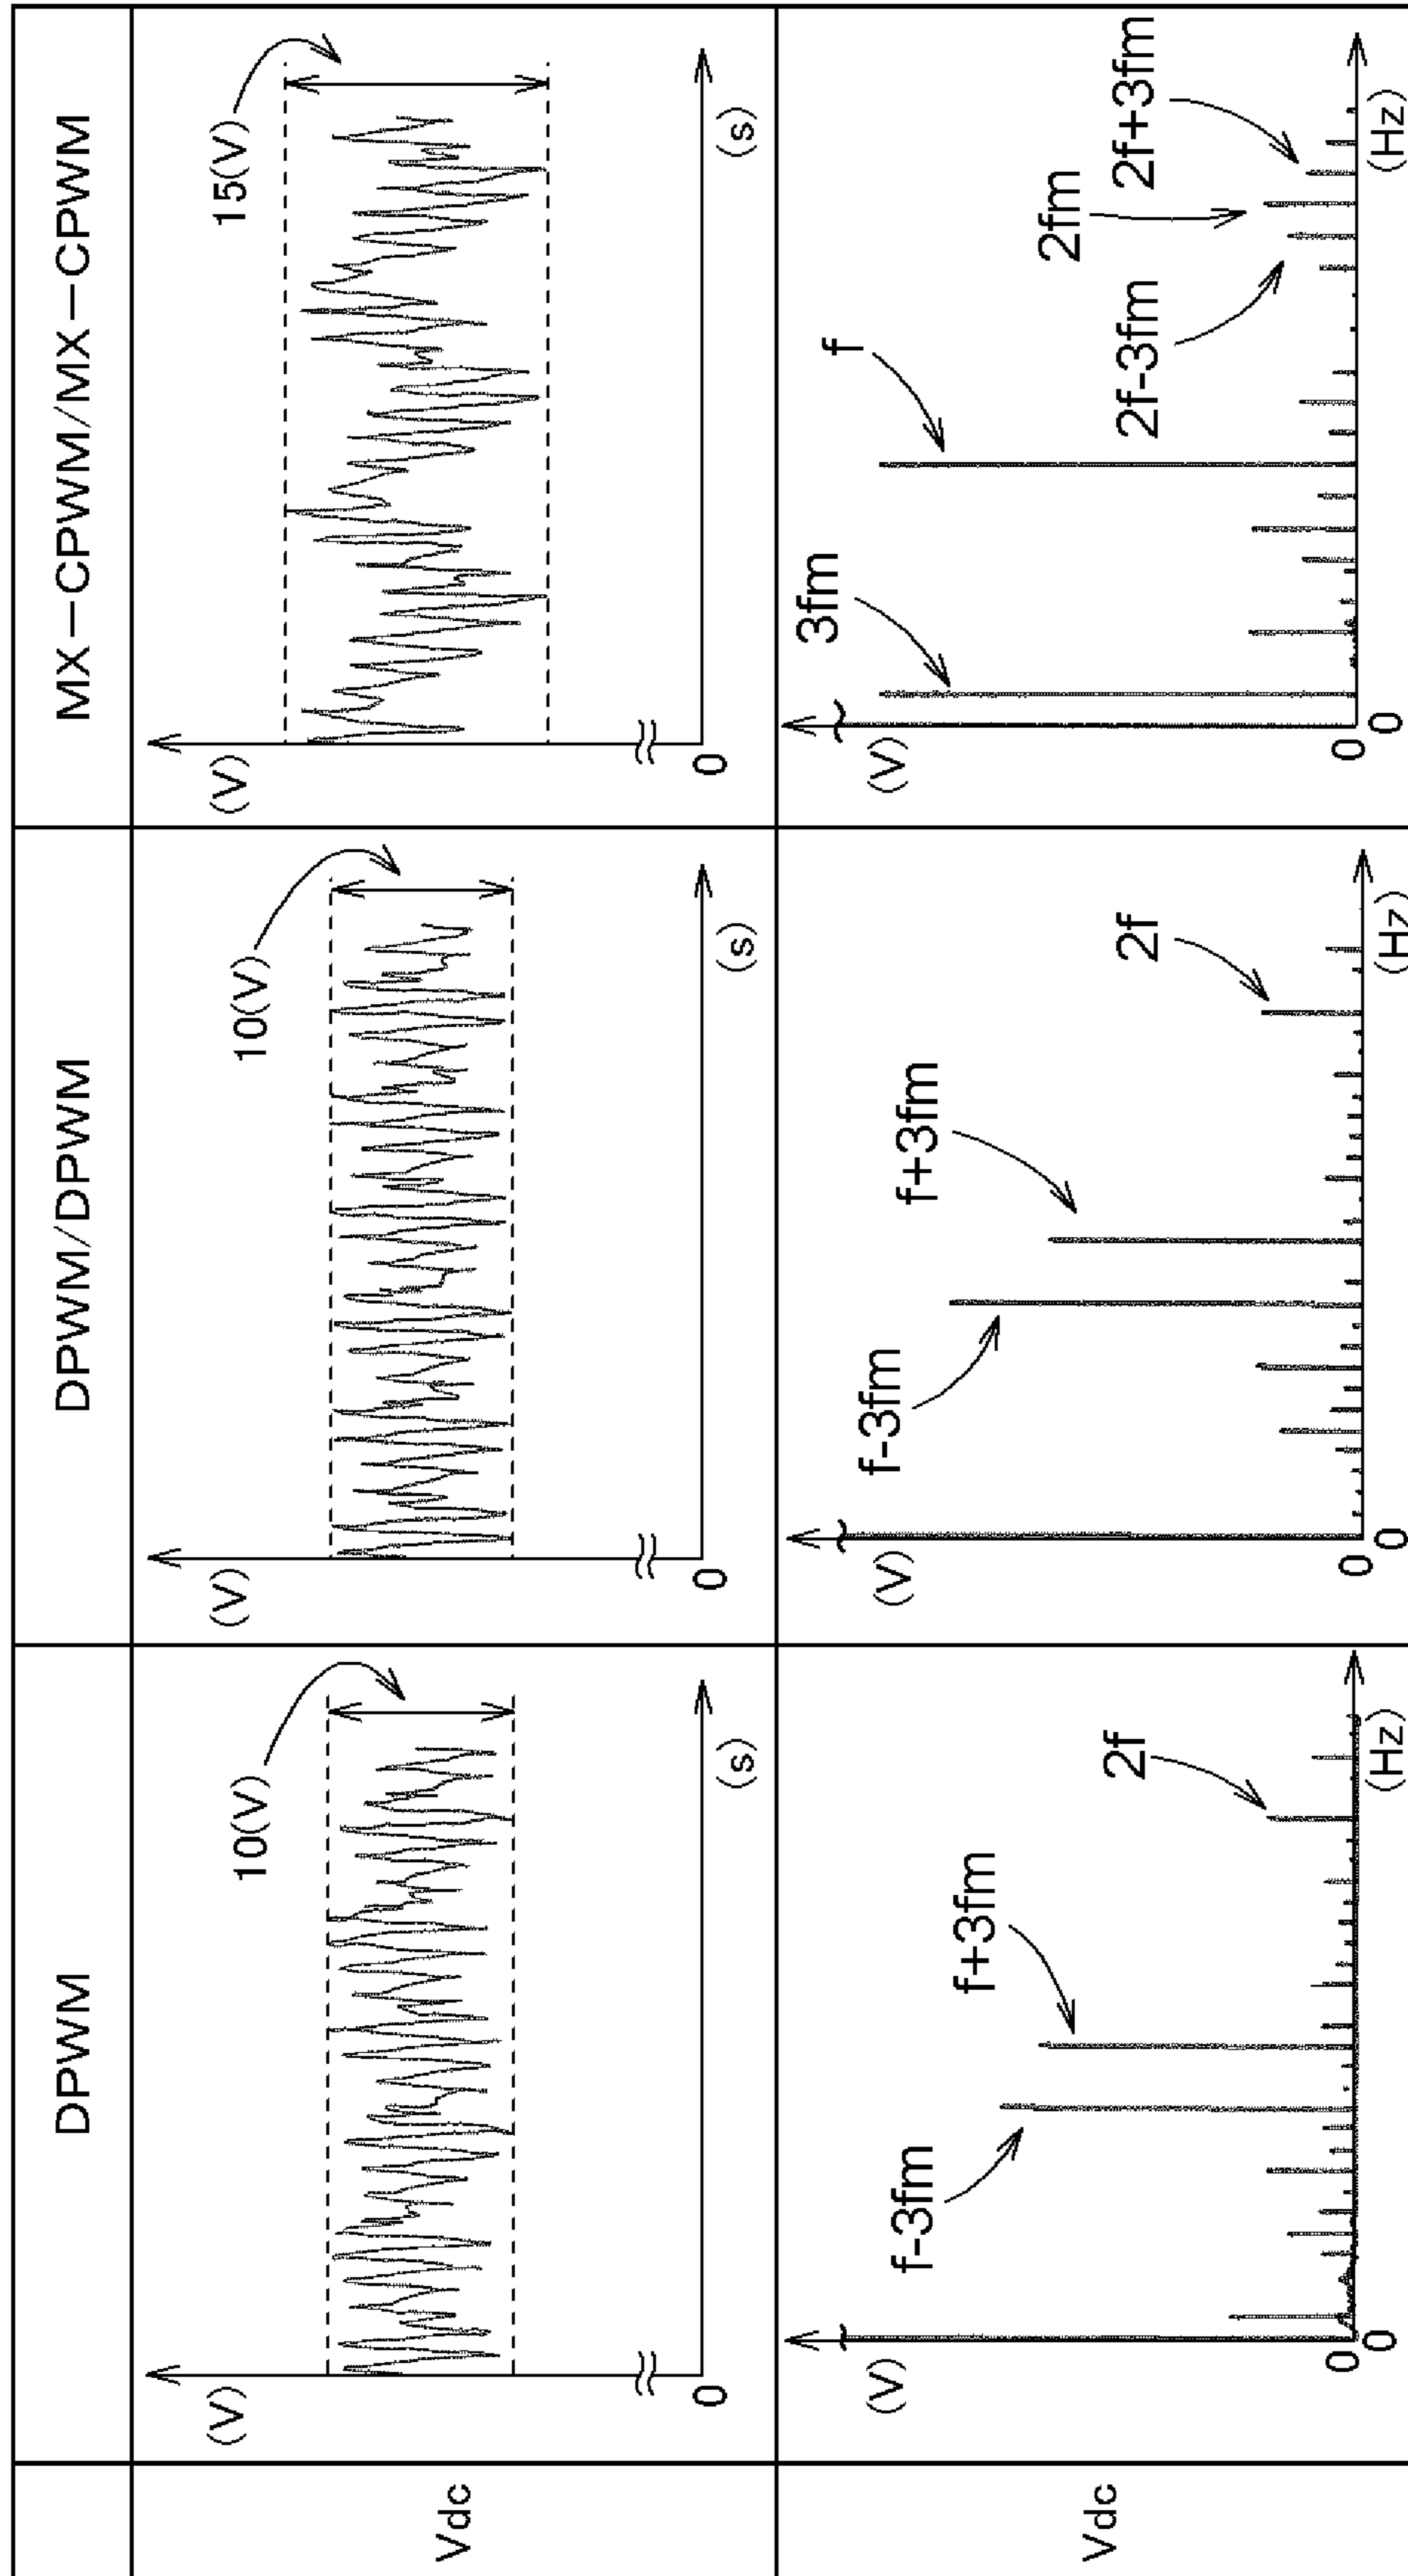 DPWM
DPWM/DPWM
MX-CPWM/MX-CPWM
Vdc
(V)
10(V)
0
(s)
(V)
10(V)
0
(s)
(V)
15(V)
0
(s)
Vdc
(V)
f-3fm
f+3fm
2f
0
0
(Hz)
(V)
f-3fm
f+3fm
2f
0
0
(Hz)
(V)
3fm
f
2f-3fm
2fm
2f+3fm
0
0
(Hz)